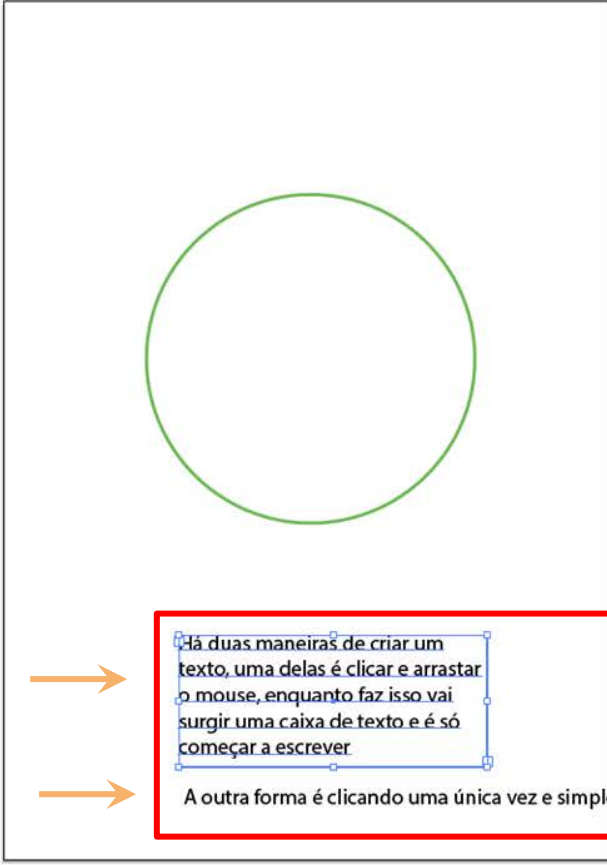 Há duas maneiras de criar um
texto, uma delas é clicar e arrastar
o mouse, enquanto faz isso vai
surgir uma caixa de texto e é só
começar a escrever
A outra forma é clicando uma única vez e